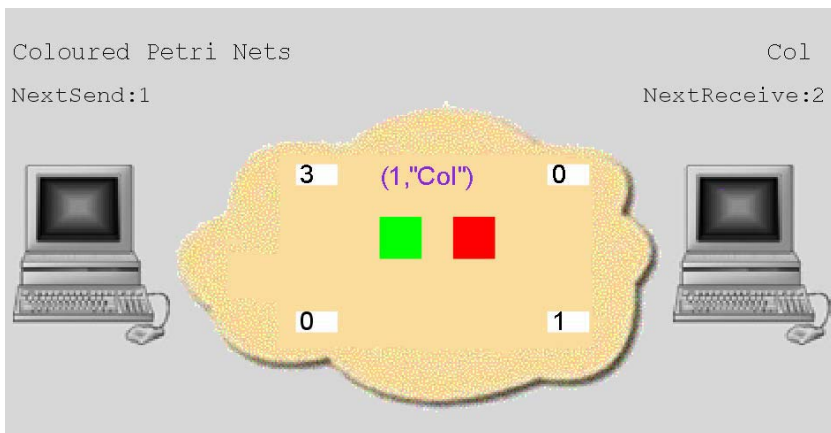 Coloured Petri Nets
Col
NextSend:1
NextReceive:2
3
(1,"Col")
0
0
1